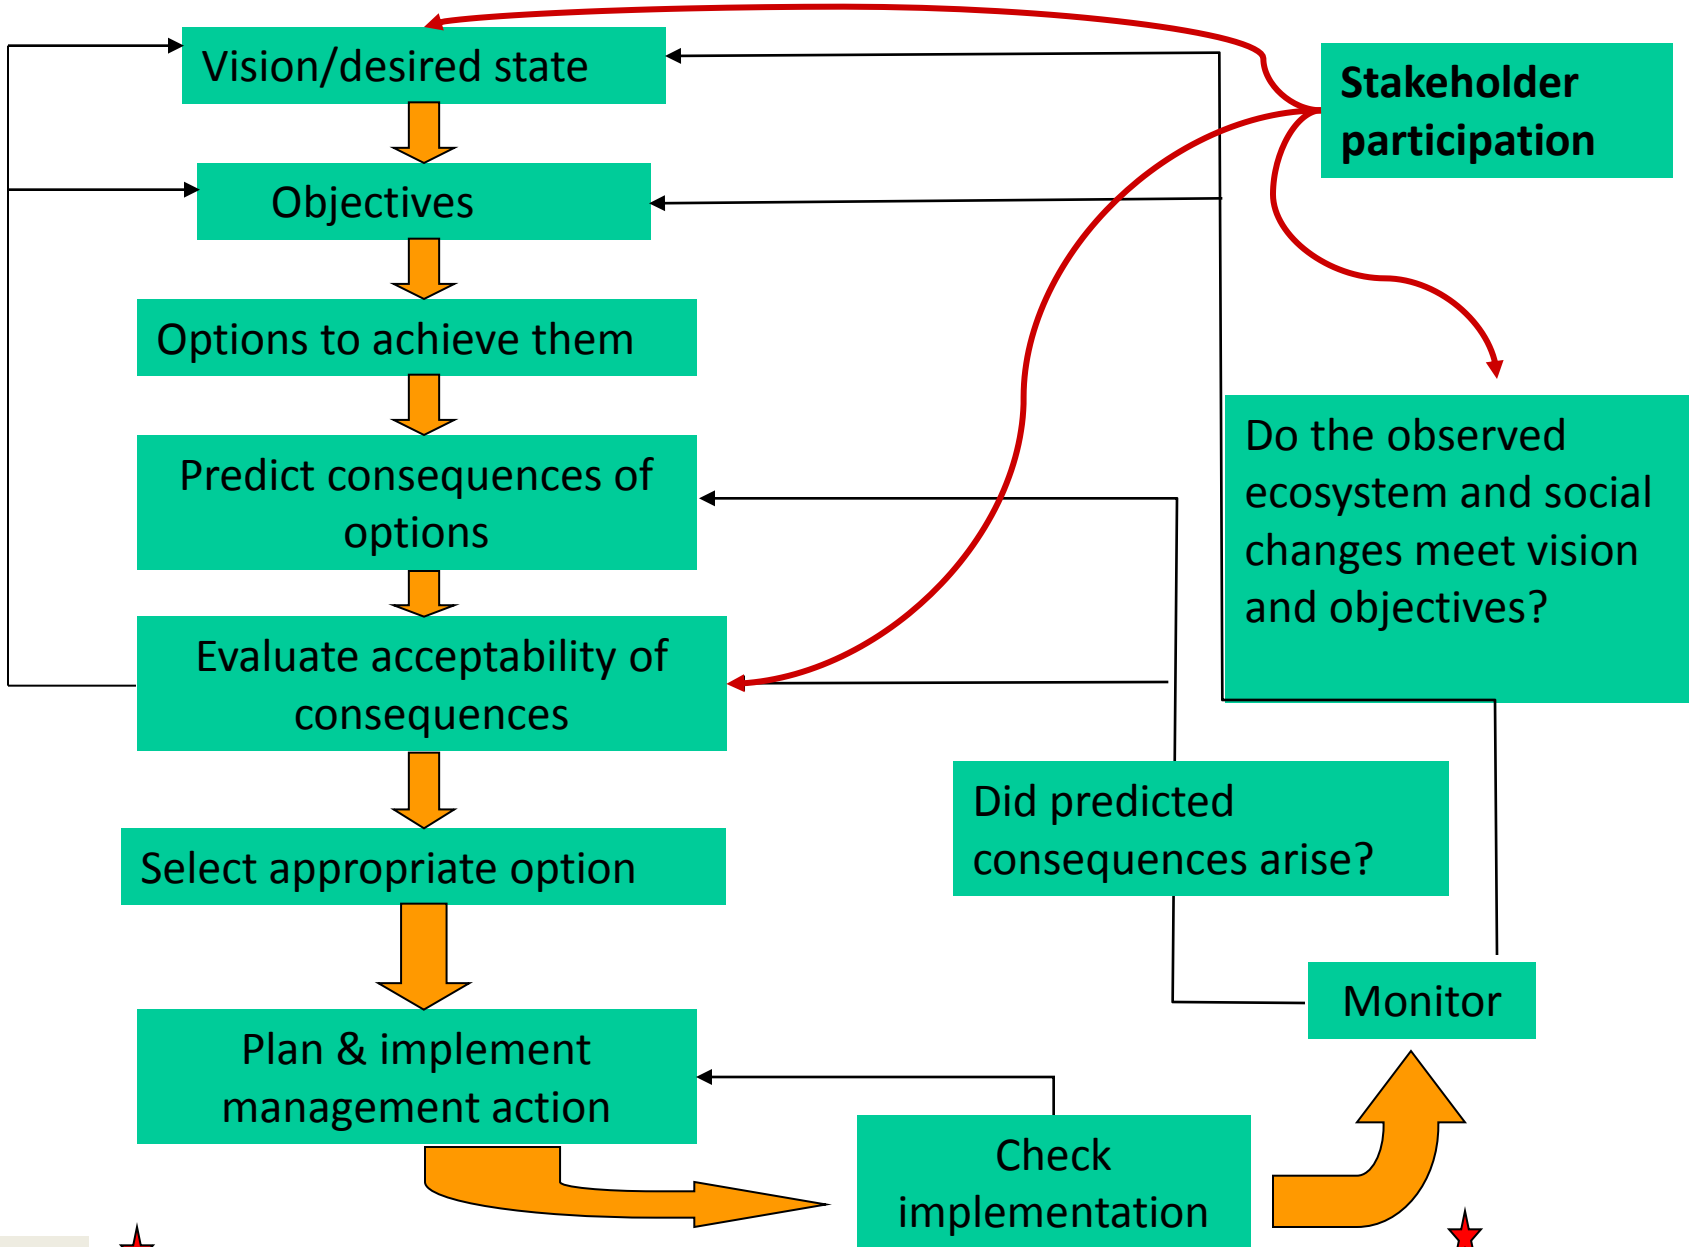 Vision/desired state
Stakeholder
participation
Objectives
Options to achieve them
Predict consequences of
options
Do the observed
ecosystem and social
changes meet vision
and objectives?
Evaluate acceptability of
consequences
Did predicted
consequences arise?
Select appropriate option
Monitor
Plan & implement
management action
Check
implementation